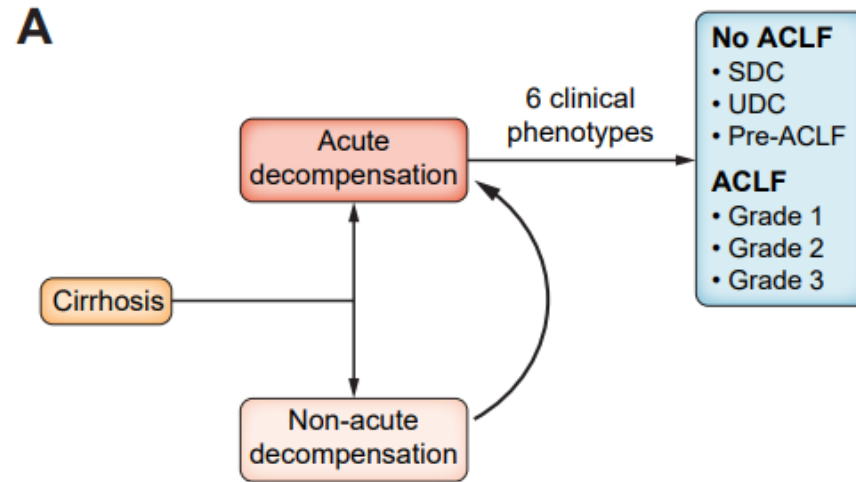 A
No ACLF
• SDC
• UDC
• Pre-ACLF
ACLF
• Grade 1
• Grade 2
• Grade 3
6 clinical
phenotypes
Acute
decompensation
Cirrhosis
Non-acute
decompensation